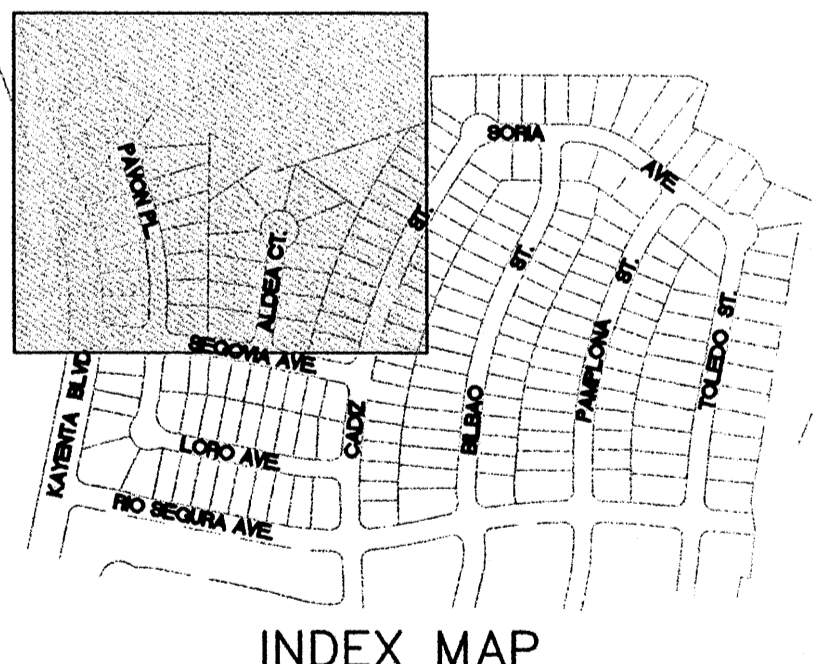 SORIA
AVE
PAVON PL.
ST.
ALDEA CT.
ST.
ST.
TOLEDO ST.
SEGOVIA AVE
KAYENTA BLVD.
CADIZ
BILBAO
PAMPLONA
LORO AVE.
RIO SEGURA AVE.
INDEX MAP